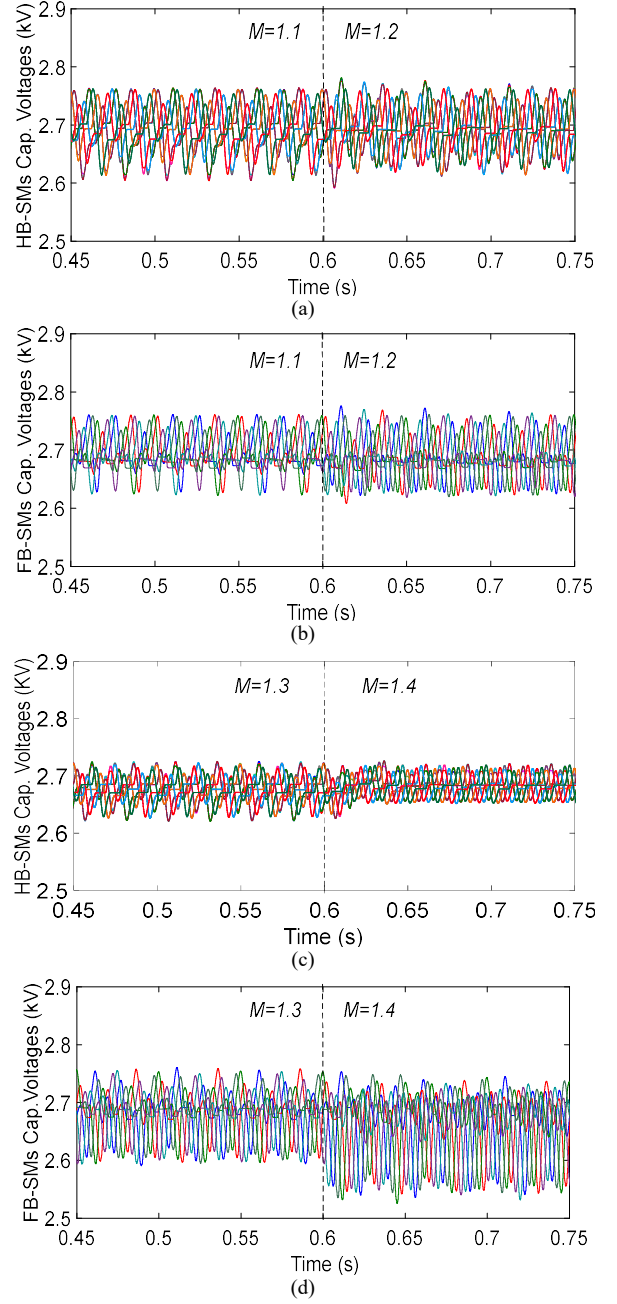 HB-SMs Cap. Voltages (kV)
2.9
2.8
2.7
2.6
2.5
M=1.1 M=1.2
0.45 0.5 0.55 0.6 0.65 0.7 0.75
Time (s)
(a)
FB-SMs Cap. Voltages (kV)
2.9
2.8
2.7
2.6
2.5
M=1.1 M=1.2
0.45 0.5 0.55 0.6 0.65 0.7 0.75
Time (s)
(b)
HB-SMs Cap. Voltages (KV)
2.9
2.8
2.7
2.6
2.5
M=1.3 M=1.4
0.45 0.5 0.55 0.6 0.65 0.7 0.75
Time (s)
(c)
FB-SMs Cap.Voltages (kV)
2.9
2.8
2.7
2.6
2.5
M=1.3 M=1.4
0.45 0.5 0.55 0.6 0.65 0.7 0.75
Time (s)
(d)